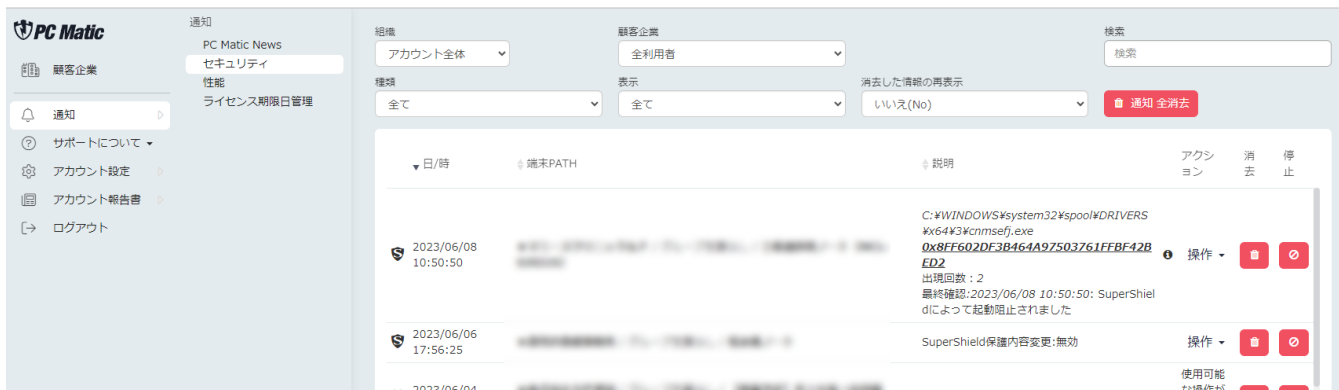 PC Matic
顧客企業
通知
サポートについて
アカウント設定
アカウント報告書
ログアウト
通知
PC Matic News
セキュリティ
性能
ライセンス期限日管理
組織
アカウント全体
顧客企業
全利用者
検索
検索
種類
全て
表示
全て
消去した情報の再表示
いいえ(No)
通知 全消去
日/時
端末PATH
説明
アクシ
ョン
消
去
停
止
2023/06/08
10:50:50
C:¥WINDOWS¥system32¥spool¥DRIVERS
¥x64¥3¥cnmsefj.exe
0x8FF602DF3B464A97503761FFBF42B
ED2
出現回数：2
最終確認:2023/06/08 10:50:50: SuperShiel
dによって起動阻止されました
操作
2023/06/06
17:56:25
SuperShield保護内容変更:無効
操作
2023/06/04
使用可能
な操作が